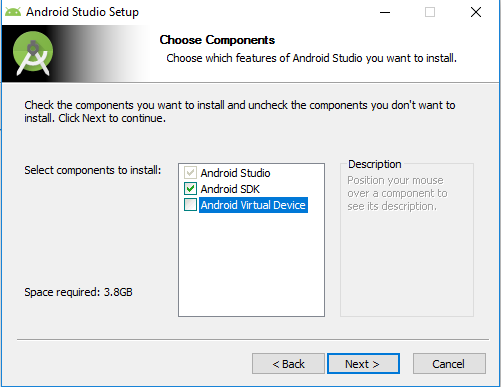 Android Studio Setup
Choose Components
Choose which features of Android Studio you want to install.
Check the components you want to install and uncheck the components you don't want to
install. Click Next to continue.
Select components to install:
Android Studio
Android SDK
Android Virtual Device
Description
Position your mouse
over a component to
see its description.
Space required: 3.8GB
< Back
Next >
Cancel